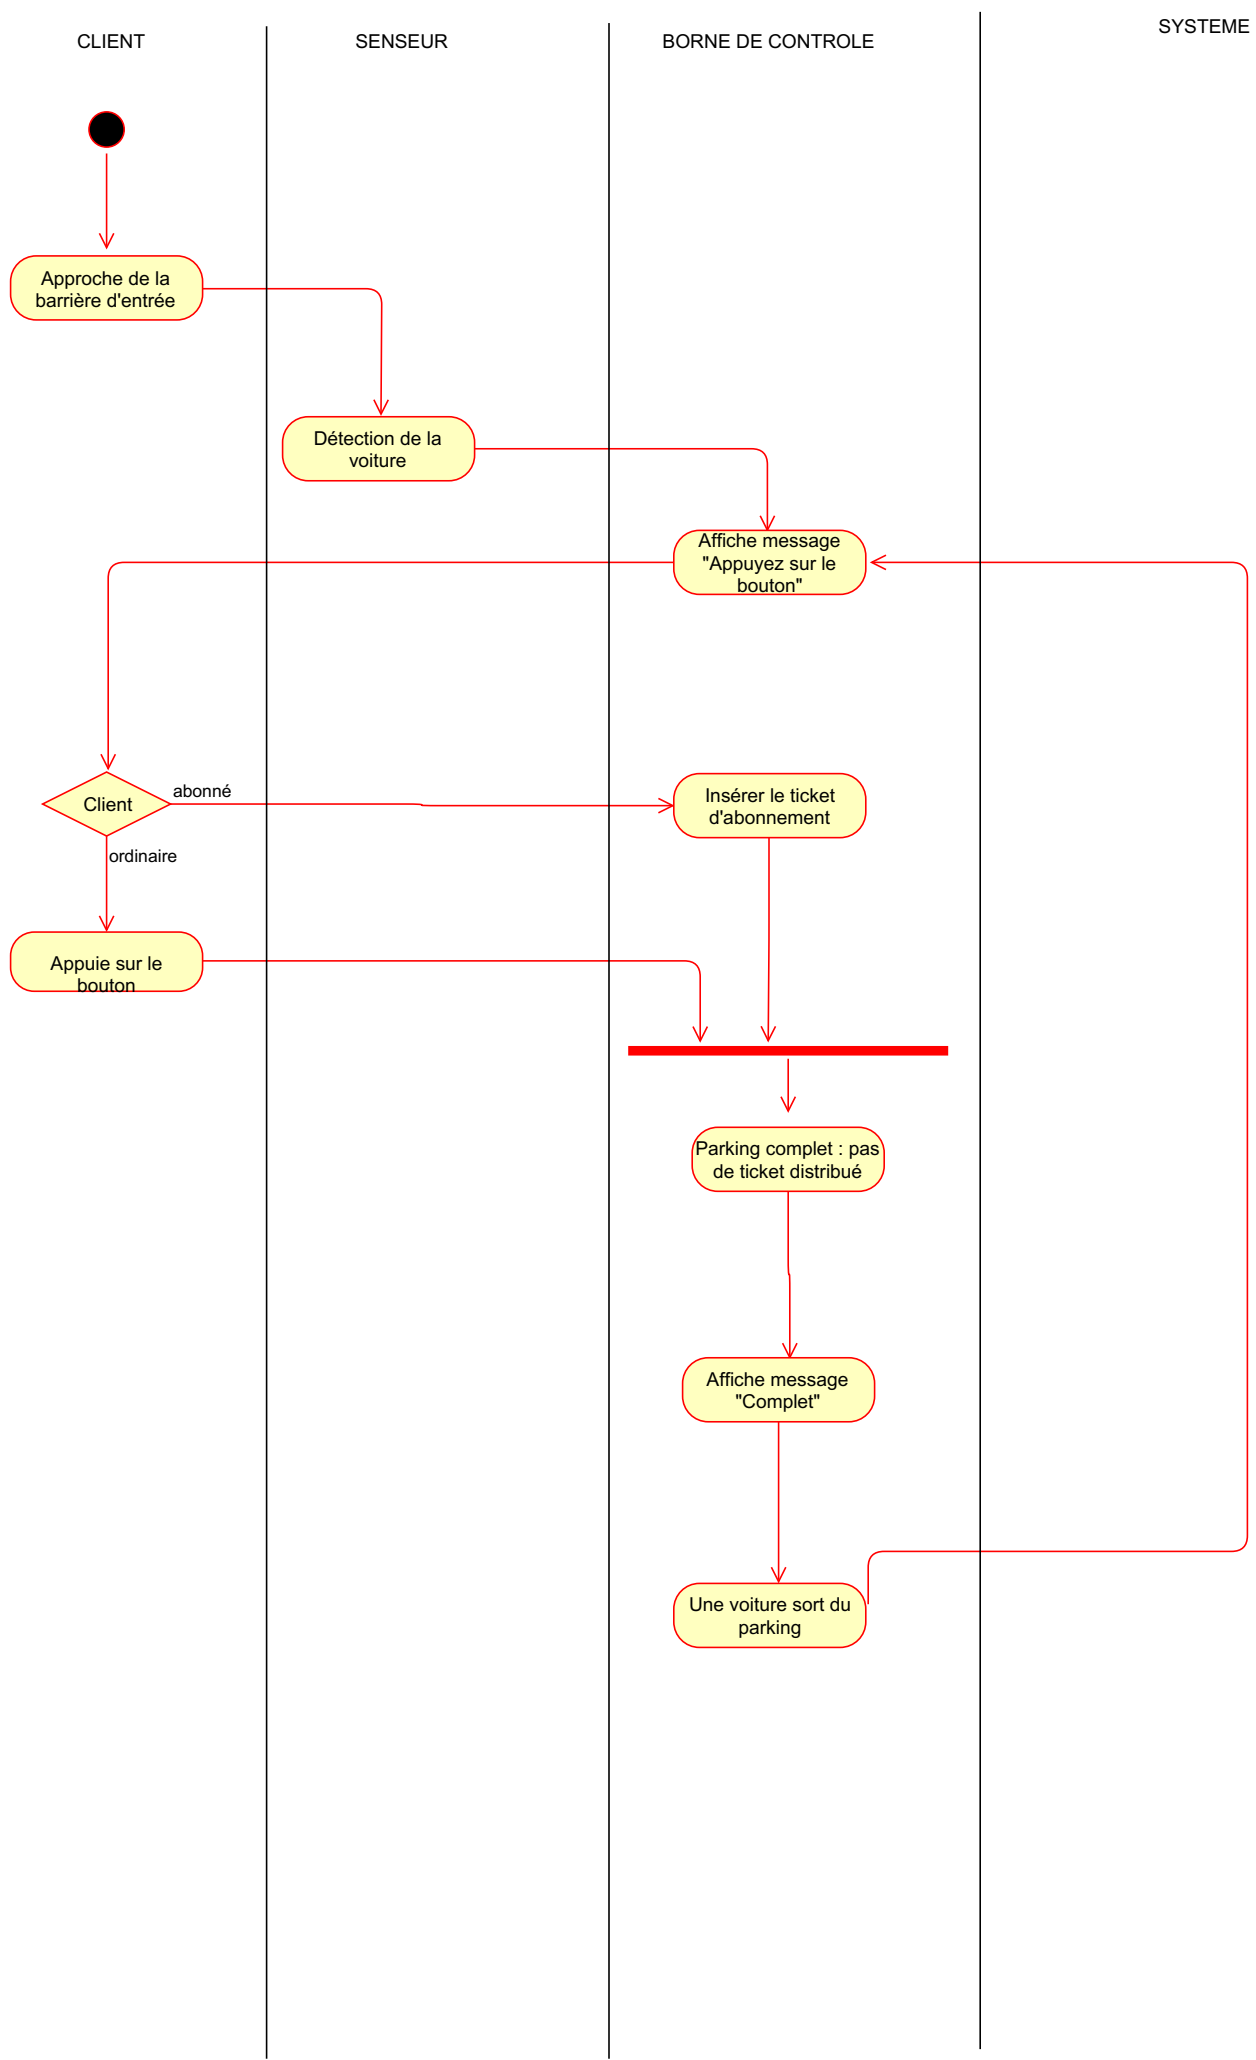 CLIENT
SENSEUR
BORNE DE CONTROLE
SYSTEME
Approche de la
barrière d'entrée
Détection de la
voiture
Affiche message
"Appuyez sur le
bouton"
Client
abonné
ordinaire
Insérer le ticket
d'abonnement
Appuie sur le
bouton
Parking complet : pas
de ticket distribué
Affiche message
"Complet"
Une voiture sort du
parking